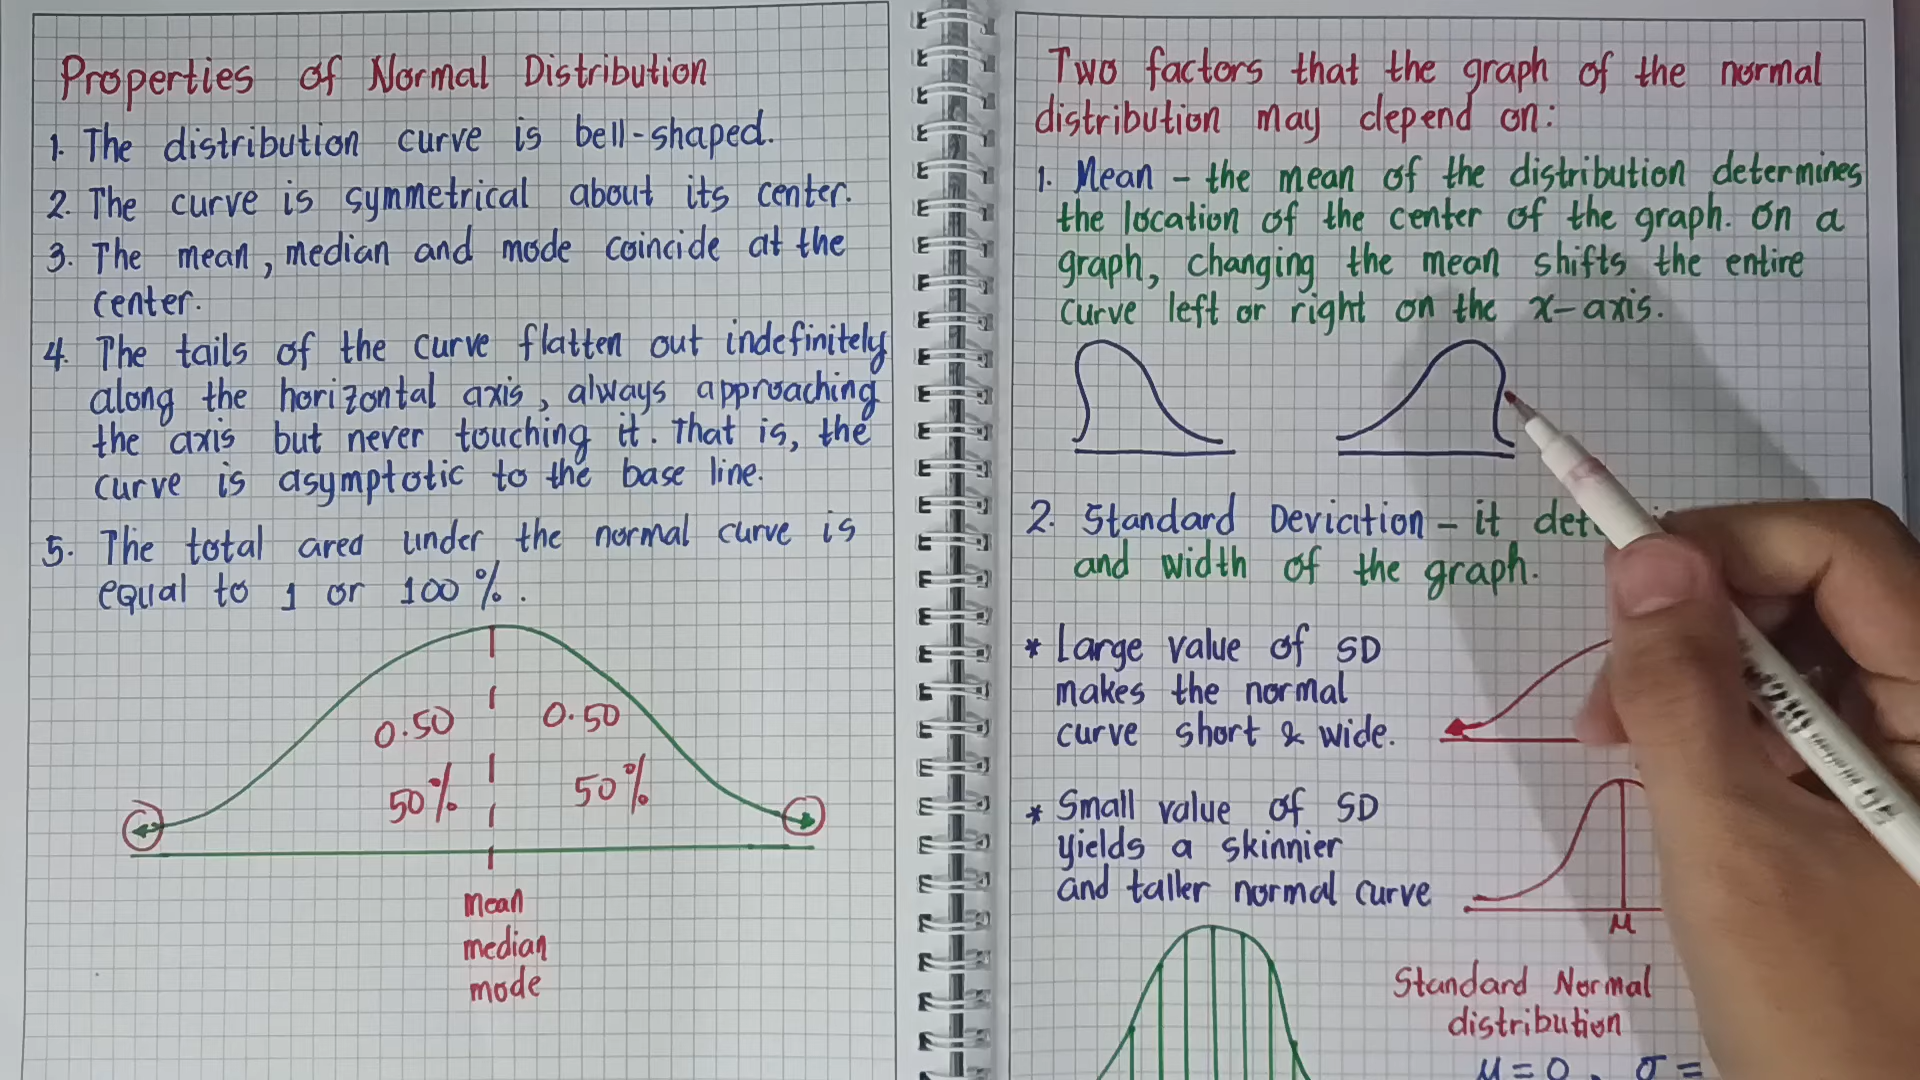 Properties of Normal Distribution
1. The distribution curve is bell-shaped.
2. The curve is symmetrical about its center.
3. The mean, median and mode coincide at the
center.
4. The tails of the curve flatten out indefinitely
along the horizontal axis, always approaching
the axis but never touching it. That is, the
curve is asymptotic to the base line.
5. The total area under the normal curve is
equal to 1 or 100%.
0.50 0.50
50% 50%
mean
median
mode
Two factors that the graph of the normal
distribution may depend on:
1. Mean - the mean of the distribution determines
the location of the center of the graph. On a
graph, changing the mean shifts the entire
curve left or right on the x-axis.
2. Standard Deviation - it
and width of the graph.
* Large value of SD
makes the normal
curve short & wide.
* Small value of SD
yields a skinnier
and taller normal curve
μ
Standard Normal
distribution
μ = 0, σ =